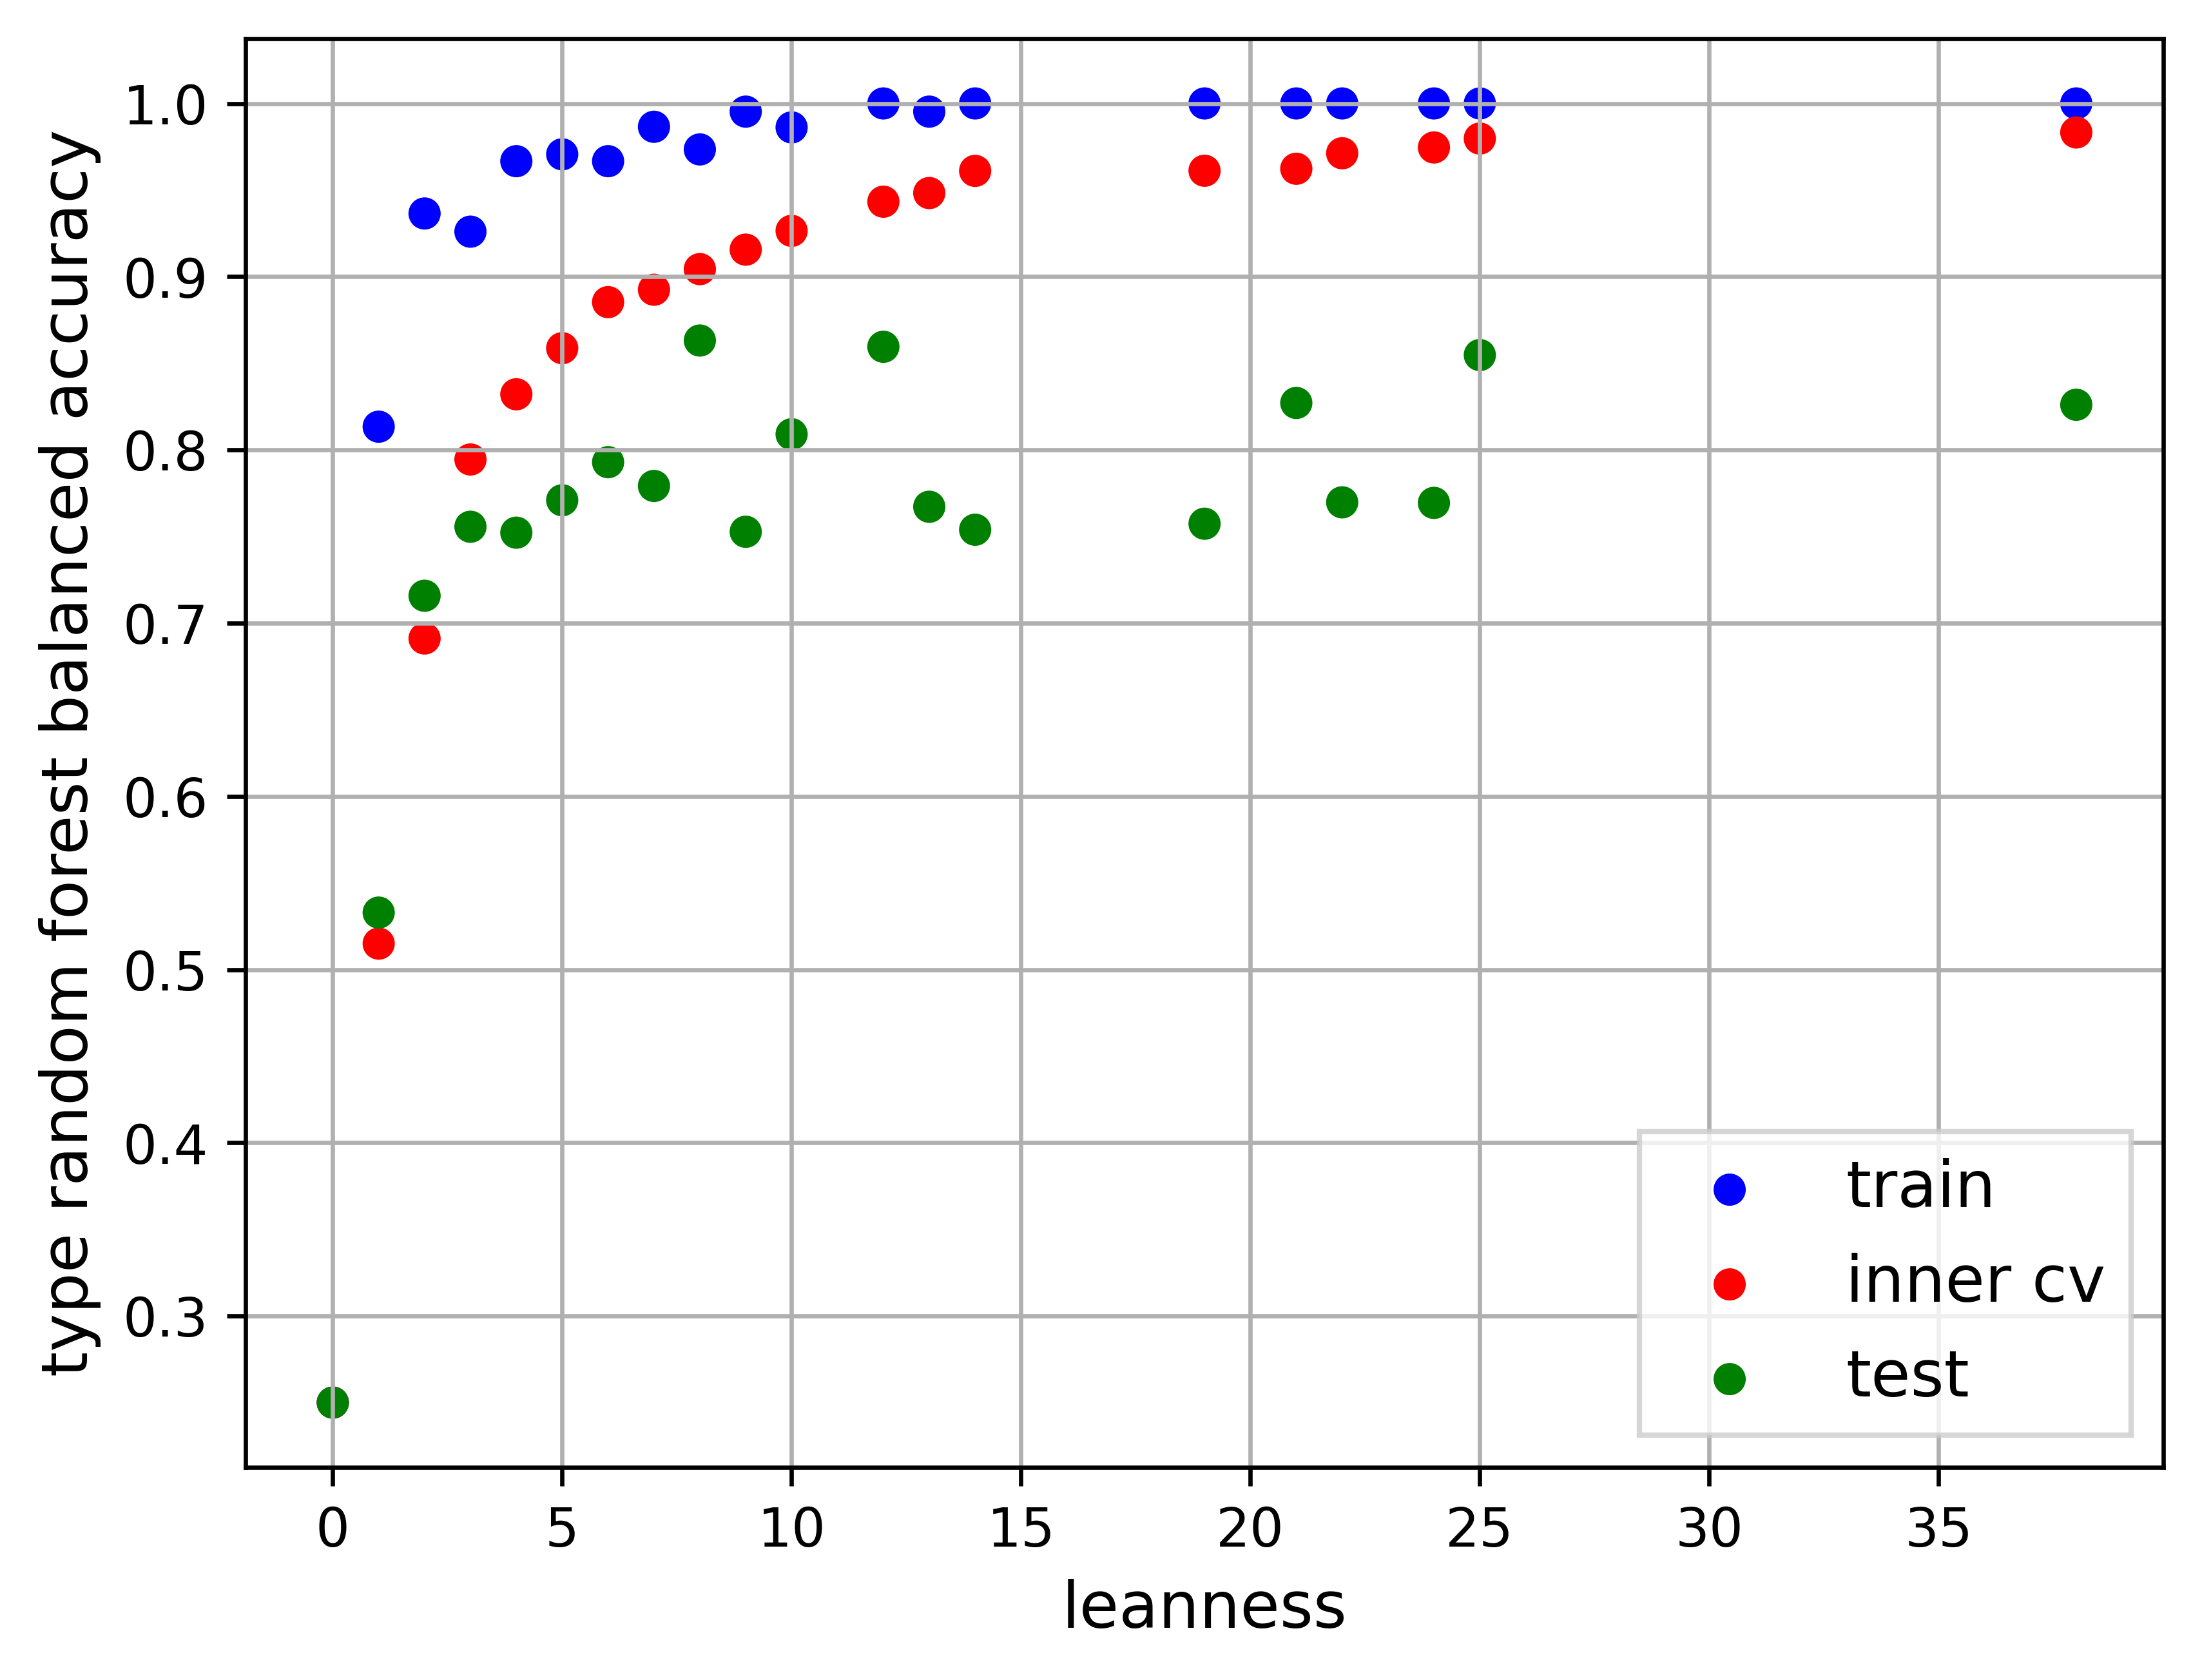 type random forest balanced accuracy
1.0
0.9
0.8
0.7
0.6
0.5
0.4
0.3
train
inner cv
test
0 5 10 15 20 25 30 35
leanness